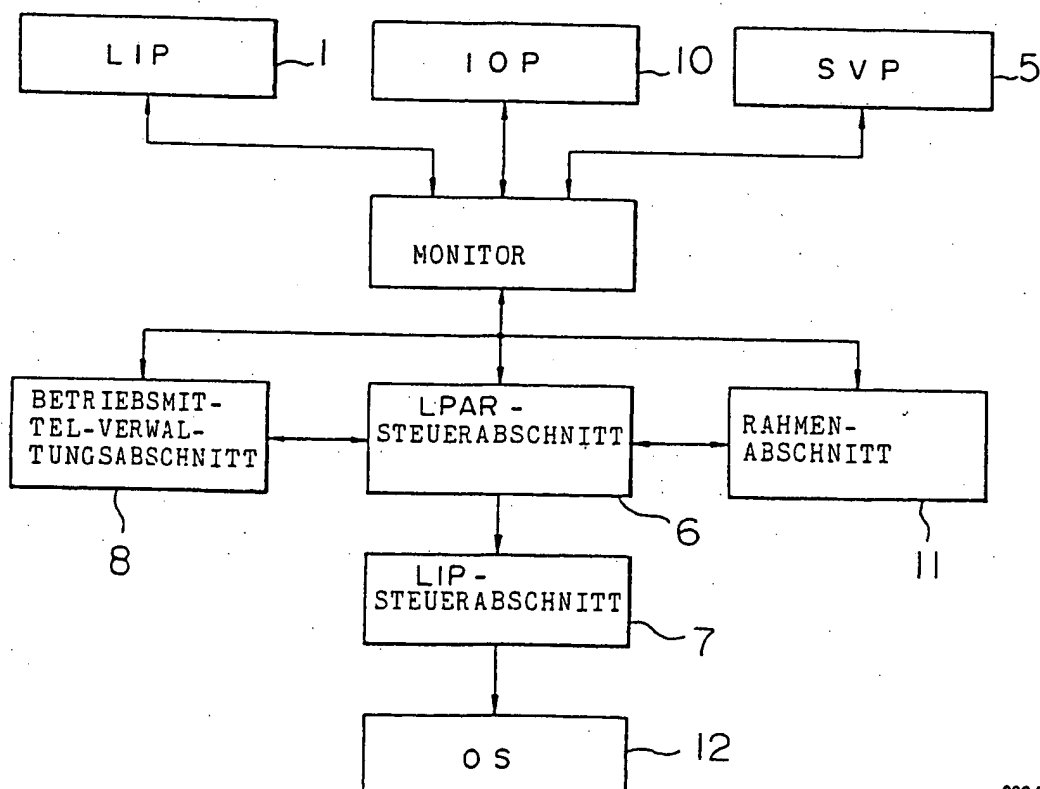 LIP
1
IOP
10
SVP
5
MONITOR
BETRIEBSMIT-
TEL-VERWAL-
TUNGSABSCHNITT
8
LPAR-
STEUERABSCHNITT
6
RAHMEN-
ABSCHNITT
11
LIP-
STEUERABSCHNITT
7
OS
12